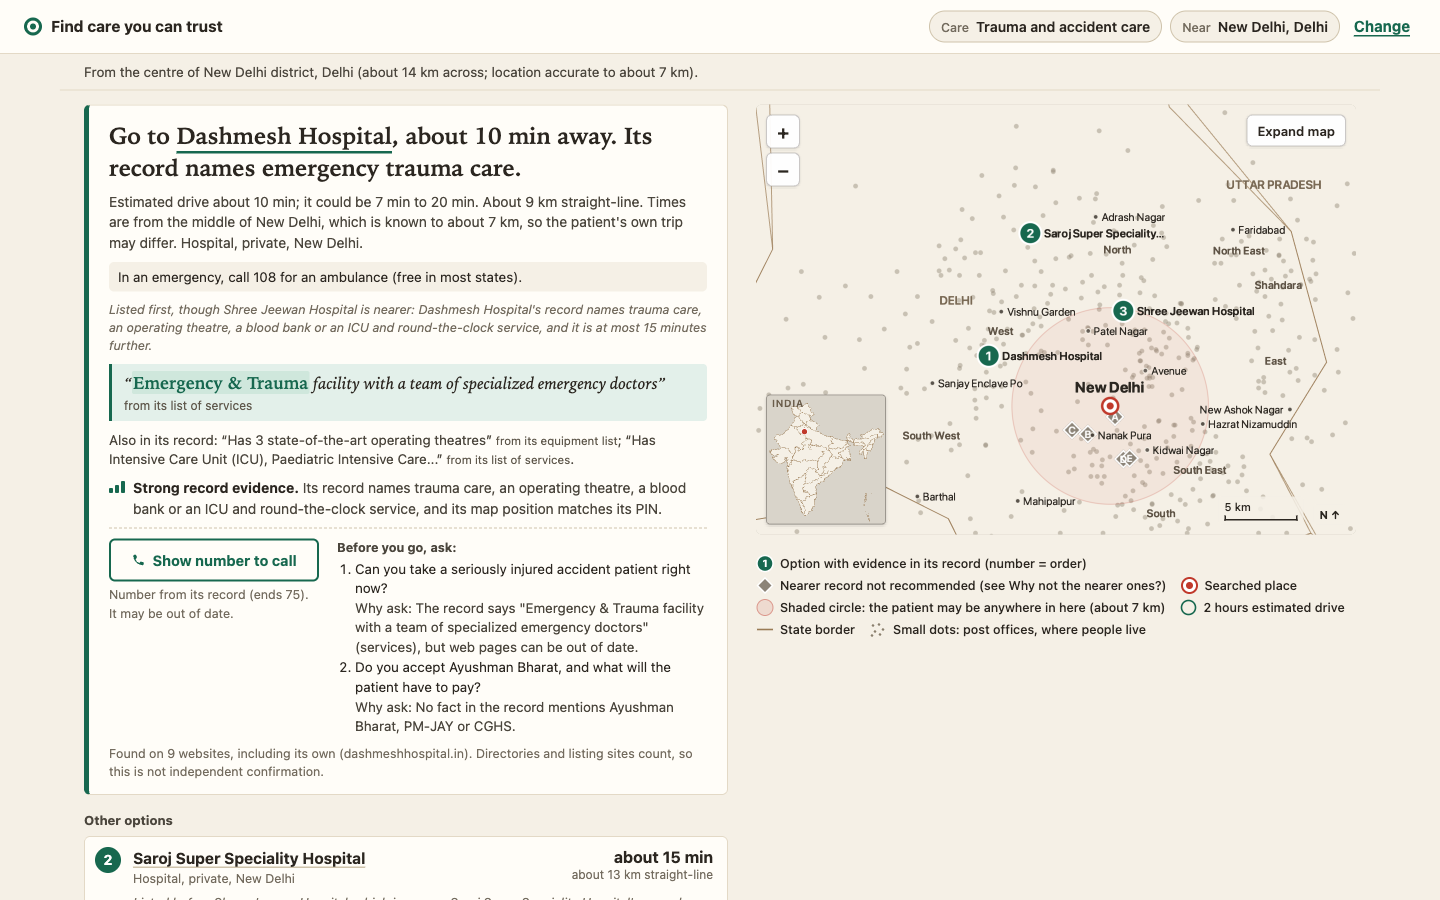 Find care you can trust
Care Trauma and accident care
Near New Delhi, Delhi
Change
From the centre of New Delhi district, Delhi (about 14 km across; location accurate to about 7 km).
Go to Dashmesh Hospital, about 10 min away. Its
record names emergency trauma care.
Estimated drive about 10 min; it could be 7 min to 20 min. About 9 km straight-line. Times
are from the middle of New Delhi, which is known to about 7 km, so the patient's own trip
may differ. Hospital, private, New Delhi.
In an emergency, call 108 for an ambulance (free in most states).
Listed first, though Shree Jeewan Hospital is nearer: Dashmesh Hospital's record names trauma care,
an operating theatre, a blood bank or an ICU and round-the-clock service, and it is at most 15 minutes
further.
“Emergency & Trauma facility with a team of specialized emergency doctors”
from its list of services
Also in its record: “Has 3 state-of-the-art operating theatres” from its equipment list; “Has
Intensive Care Unit (ICU), Paediatric Intensive Care...” from its list of services.
Strong record evidence. Its record names trauma care, an operating theatre, a blood
bank or an ICU and round-the-clock service, and its map position matches its PIN.
Show number to call
Number from its record (ends 75).
It may be out of date.
Before you go, ask:
1. Can you take a seriously injured accident patient right
now?
Why ask: The record says "Emergency & Trauma facility
with a team of specialized emergency doctors"
(services), but web pages can be out of date.
2. Do you accept Ayushman Bharat, and what will the
patient have to pay?
Why ask: No fact in the record mentions Ayushman
Bharat, PM-JAY or CGHS.
Found on 9 websites, including its own (dashmeshhospital.in). Directories and listing sites count, so
this is not independent confirmation.
Other options
2 Saroj Super Speciality Hospital
Hospital, private, New Delhi
about 15 min
about 13 km straight-line
+
−
Expand map
UTTAR PRADESH
Adrash Nagar
2 Saroj Super Speciality...
North
Faridabad
North East
Shahdara
DELHI
Vishnu Garden
3 Shree Jeewan Hospital
West
Patel Nagar
1 Dashmesh Hospital
East
Avenue
Sanjay Enclave Po
New Delhi
INDIA
A
New Ashok Nagar
Hazrat Nizamuddin
South West
C
B
Nanak Pura
Kidwai Nagar
E
South East
Barthal
Mahipalpur
South
5 km
N ↑
1 Option with evidence in its record (number = order)
Nearer record not recommended (see Why not the nearer ones?)
Searched place
Shaded circle: the patient may be anywhere in here (about 7 km)
2 hours estimated drive
State border
Small dots: post offices, where people live